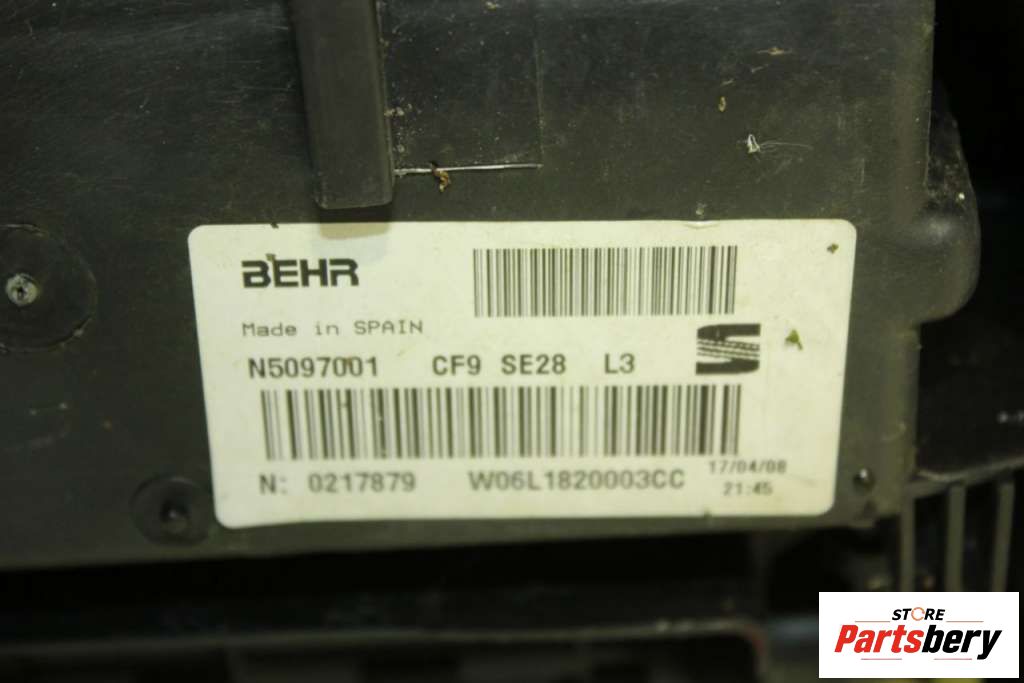 BEHR
Made in SPAIN
N5097001 CF9 SE28 L3
N: 0217879 W06L1820003CC 17/04/08
21:45
STORE
Partsbery